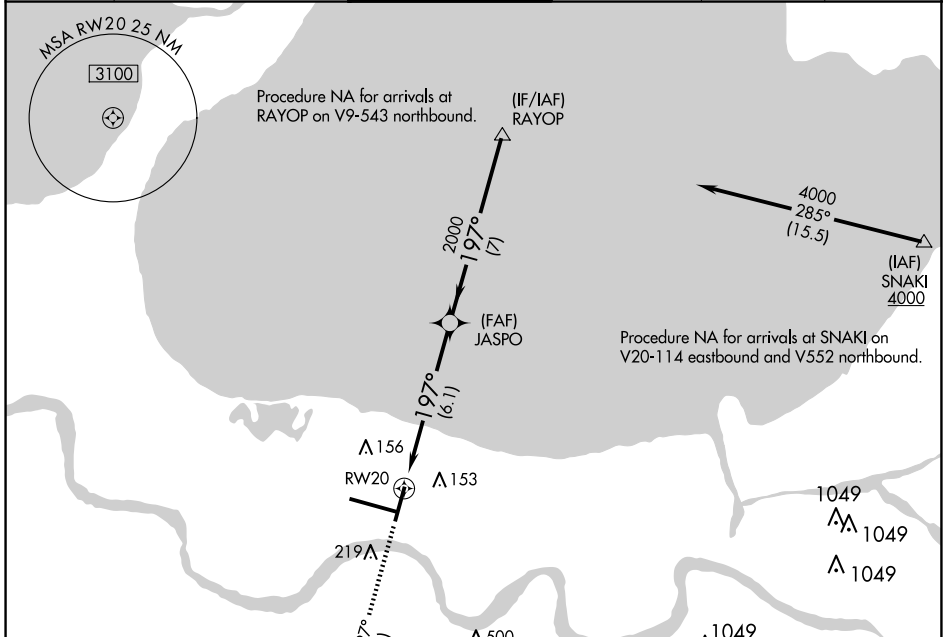 MSA RW20 25 NM
3100
Procedure NA for arrivals at
RAYOP on V9-543 northbound.
(IF/IAF)
RAYOP
4000
285°
(15.5)
2000
197°
(7)
(IAF)
SNAKI
4000
(FAF)
JASPO
Procedure NA for arrivals at SNAKI on
V20-114 eastbound and V552 northbound.
197°
(6.1)
156
RW20
153
1049
1049
219
1049
500
1049